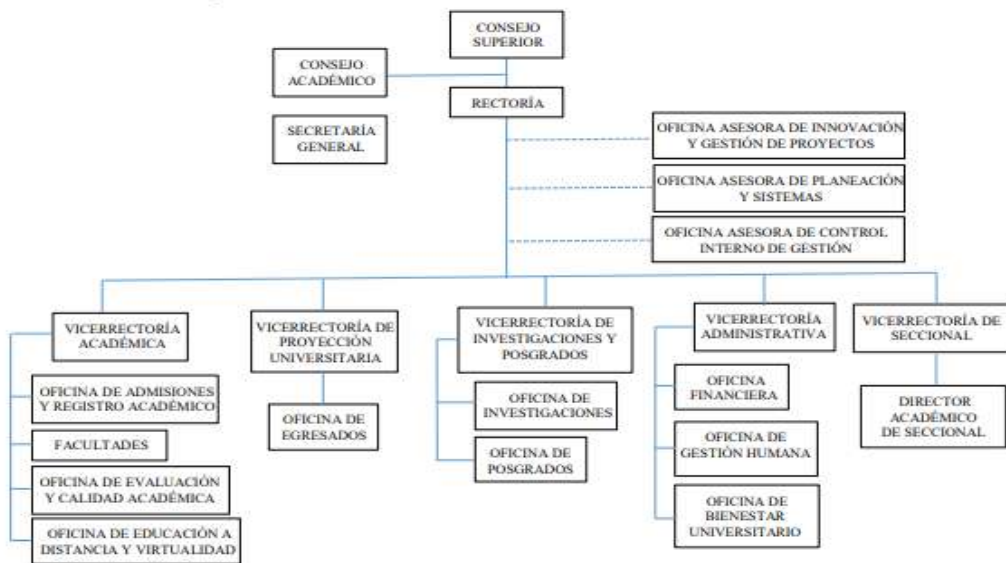 CONSEJO
SUPERIOR
CONSEJO
ACADÉMICO
RECTORÍA
SECRETARÍA
GENERAL
OFICINA ASESORA DE INNOVACIÓN
Y GESTIÓN DE PROYECTOS
OFICINA ASESORA DE PLANEACIÓN
Y SISTEMAS
OFICINA ASESORA DE CONTROL
INTERNO DE GESTIÓN
VICERRECTORÍA
ACADÉMICA
OFICINA DE ADMISIONES
Y REGISTRO ACADÉMICO
FACULTADES
OFICINA DE EVALUACIÓN
Y CALIDAD ACADÉMICA
OFICINA DE EDUCACIÓN A
DISTANCIA Y VIRTUALIDAD
VICERRECTORÍA DE
PROYECCIÓN
UNIVERSITARIA
OFICINA DE
EGRESADOS
VICERRECTORÍA DE
INVESTIGACIONES Y
POSGRADOS
OFICINA DE
INVESTIGACIONES
OFICINA DE
POSGRADOS
VICERRECTORÍA
ADMINISTRATIVA
OFICINA
FINANCIERA
OFICINA DE
GESTIÓN HUMANA
OFICINA DE
BIENESTAR
UNIVERSITARIO
VICERRECTORÍA DE
SECCIONAL
DIRECTOR
ACADÉMICO
DE SECCIONAL